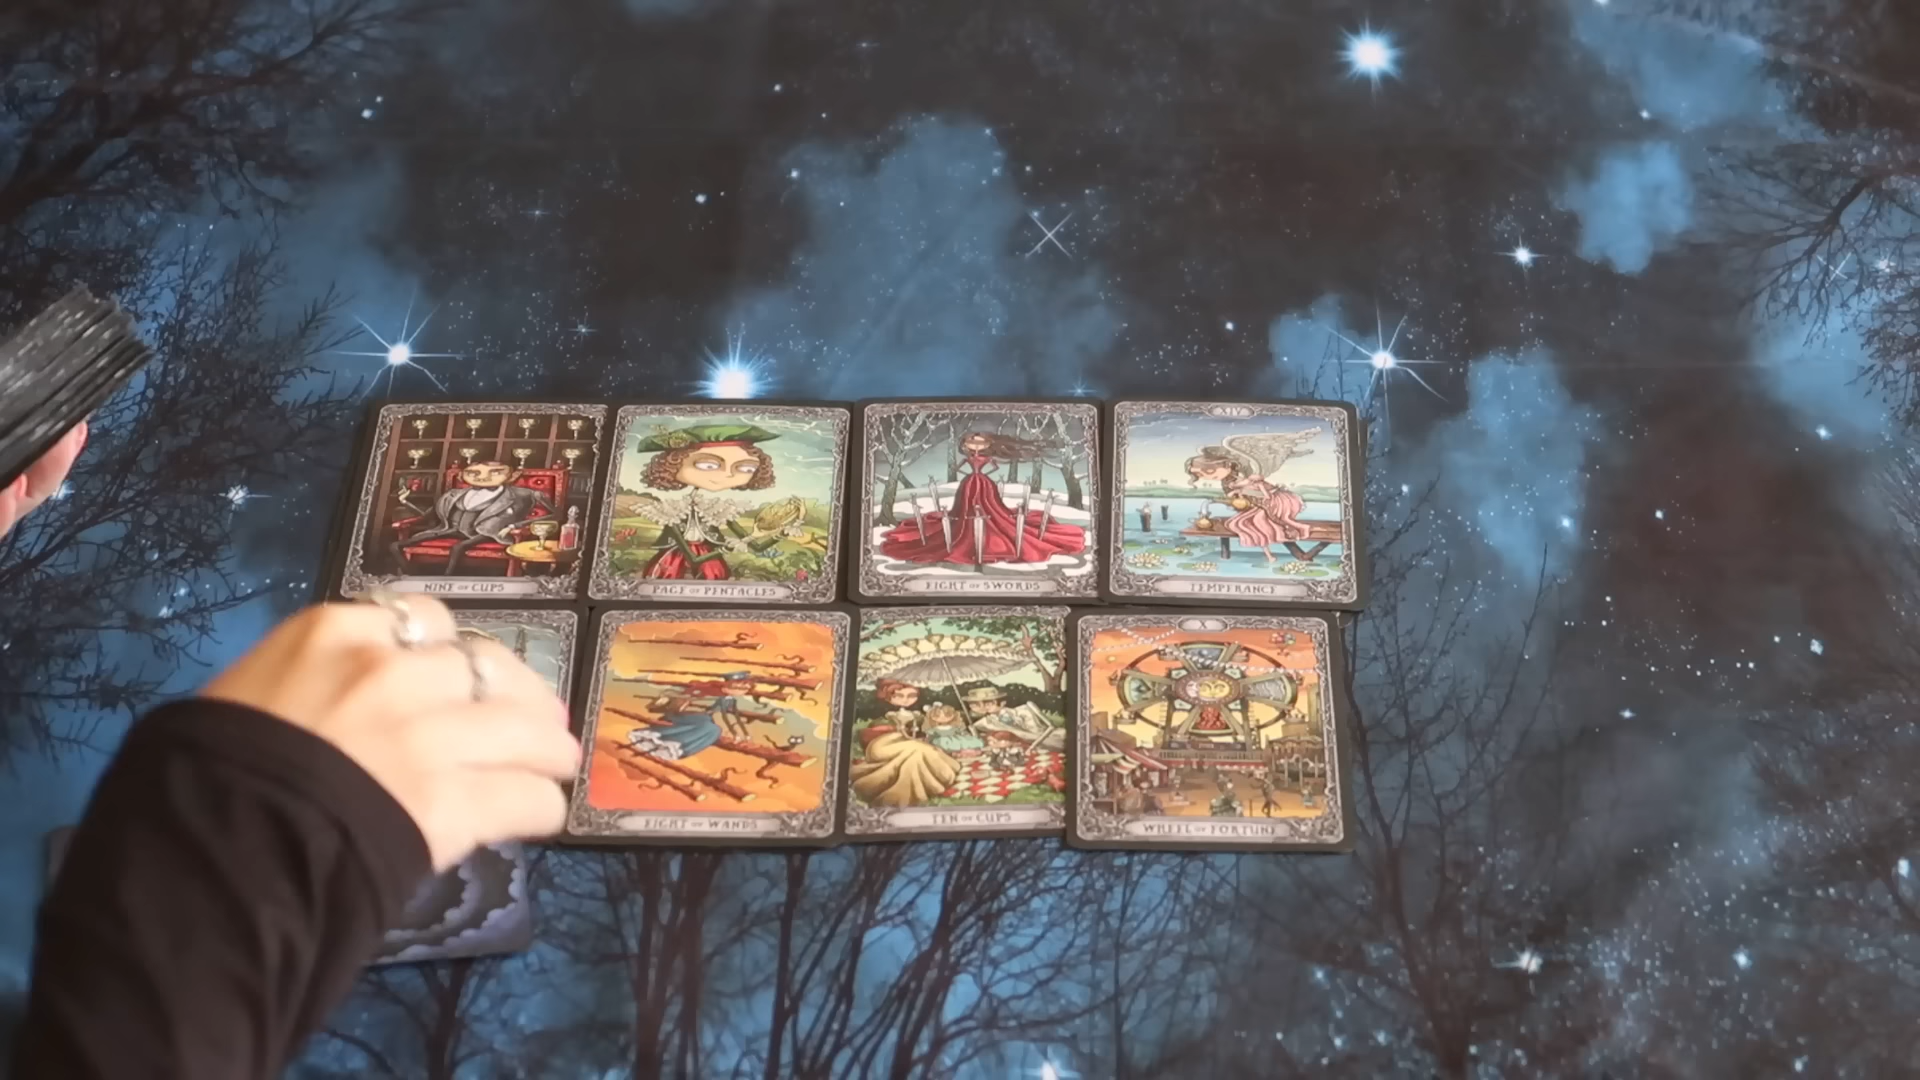 XIV
NINE OF CUPS
PAGE OF PENTACLES
EIGHT OF SWORDS
TEMPERANCE
X
EIGHT OF WANDS
TEN OF CUPS
WHEEL OF FORTUNE